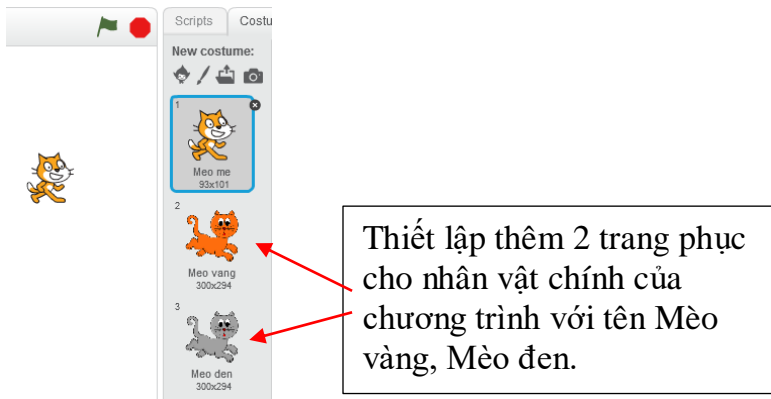 Scripts
Costu
New costume:
1
Meo me
93x101
2
Meo vang
300x294
3
Meo den
300x294
Thiết lập thêm 2 trang phục
cho nhân vật chính của
chương trình với tên Mèo
vàng, Mèo đen.